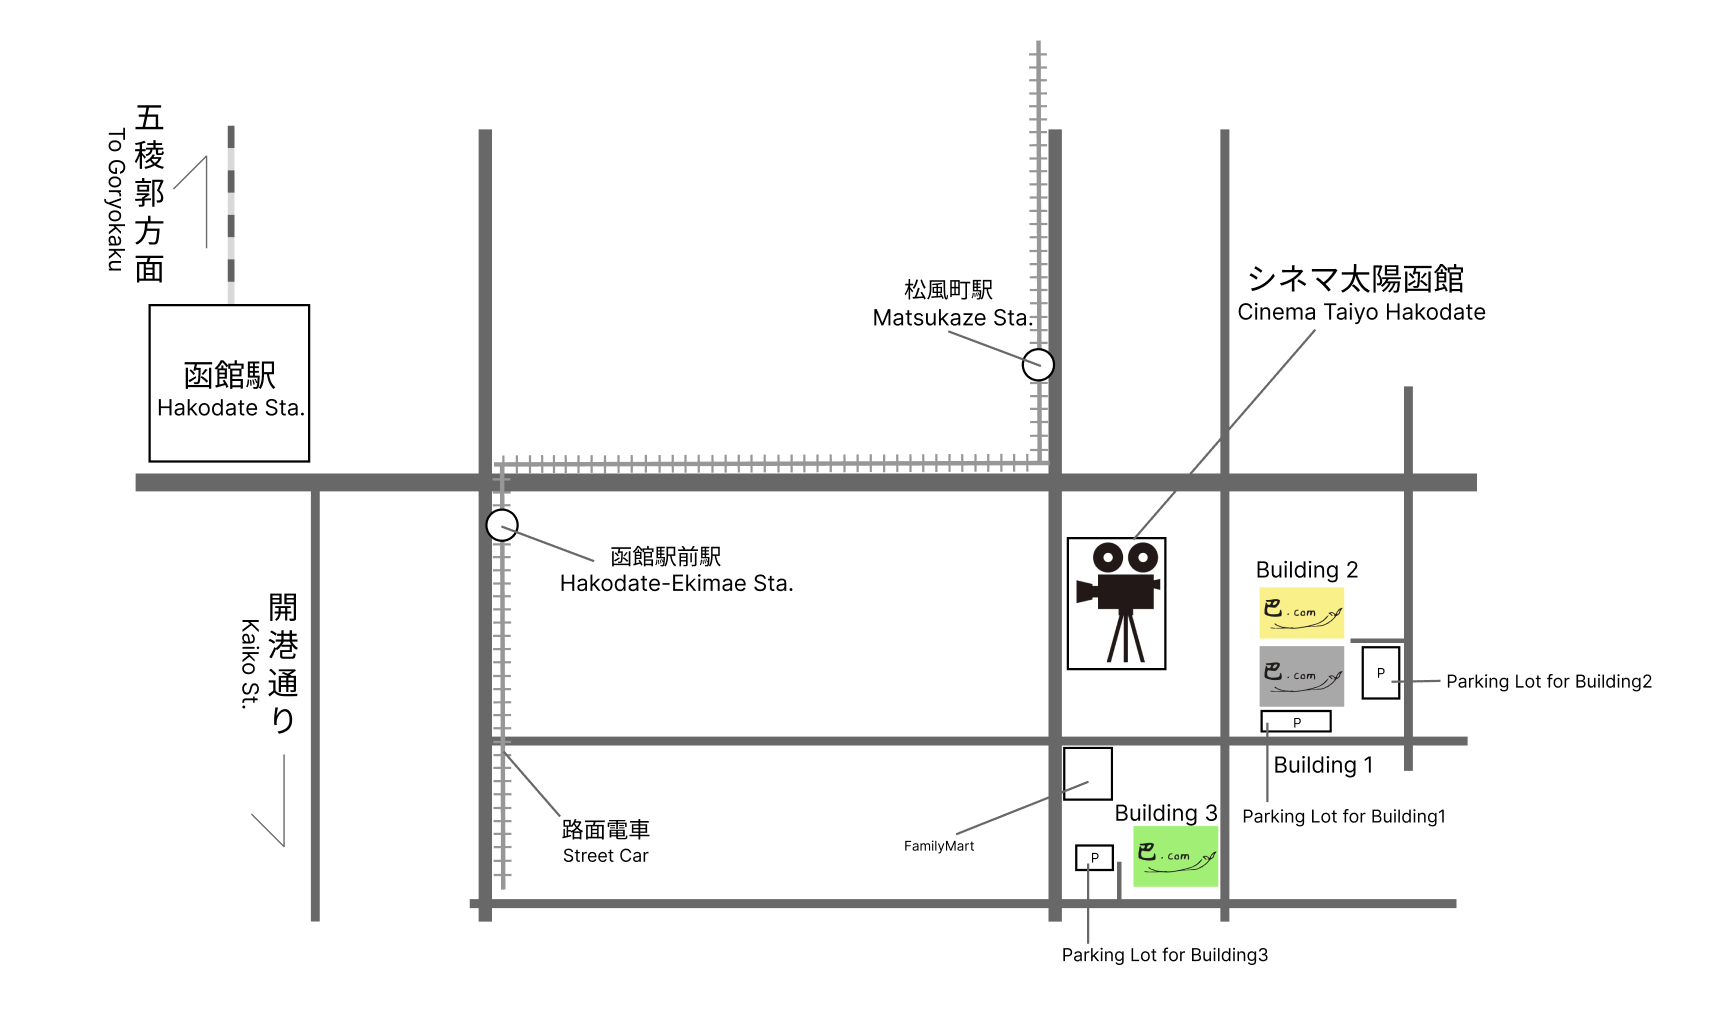 五稜郭方面
To Goryokaku
函館駅
Hakodate Sta.
松風町駅
Matsukaze Sta.
シネマ太陽函館
Cinema Taiyo Hakodate
函館駅前駅
Hakodate-Ekimae Sta.
開港通り
Kaiko St.
Building 2
巴.com
巴.com
P
Parking Lot for Building2
P
Building 1
Parking Lot for Building1
路面電車
Street Car
FamilyMart
Building 3
巴.com
P
Parking Lot for Building3